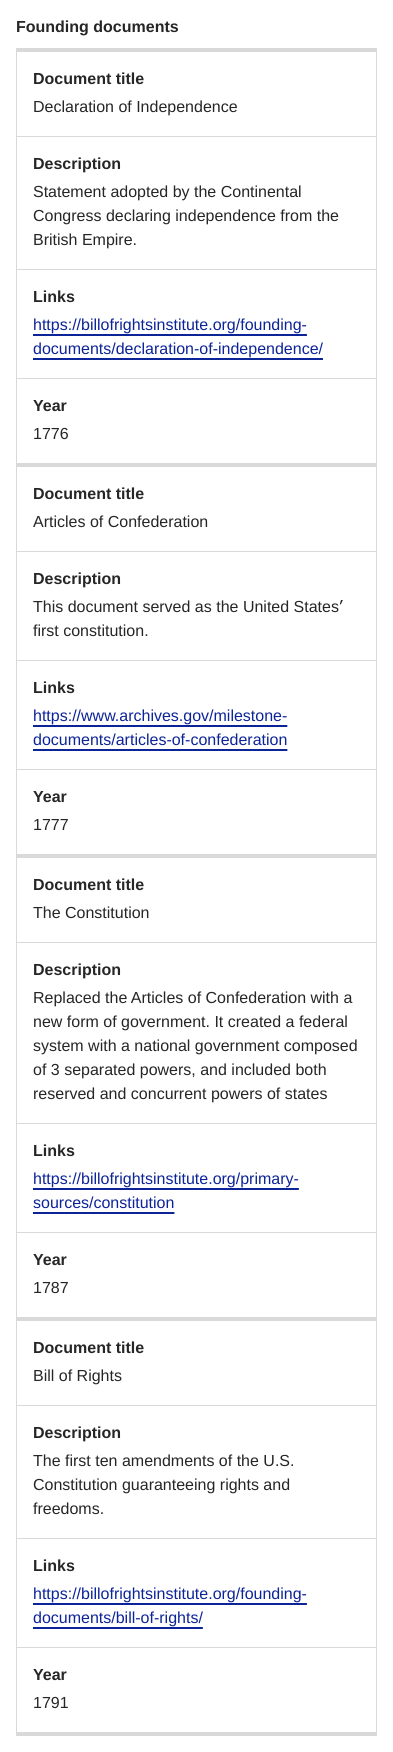 Founding documents
Document title
Declaration of Independence
Description
Statement adopted by the Continental
Congress declaring independence from the
British Empire.
Links
https://billofrightsinstitute.org/founding-
documents/declaration-of-independence/
Year
1776
Document title
Articles of Confederation
Description
This document served as the United States′
first constitution.
Links
https://www.archives.gov/milestone-
documents/articles-of-confederation
Year
1777
Document title
The Constitution
Description
Replaced the Articles of Confederation with a
new form of government. It created a federal
system with a national government composed
of 3 separated powers, and included both
reserved and concurrent powers of states
Links
https://billofrightsinstitute.org/primary-
sources/constitution
Year
1787
Document title
Bill of Rights
Description
The first ten amendments of the U.S.
Constitution guaranteeing rights and
freedoms.
Links
https://billofrightsinstitute.org/founding-
documents/bill-of-rights/
Year
1791